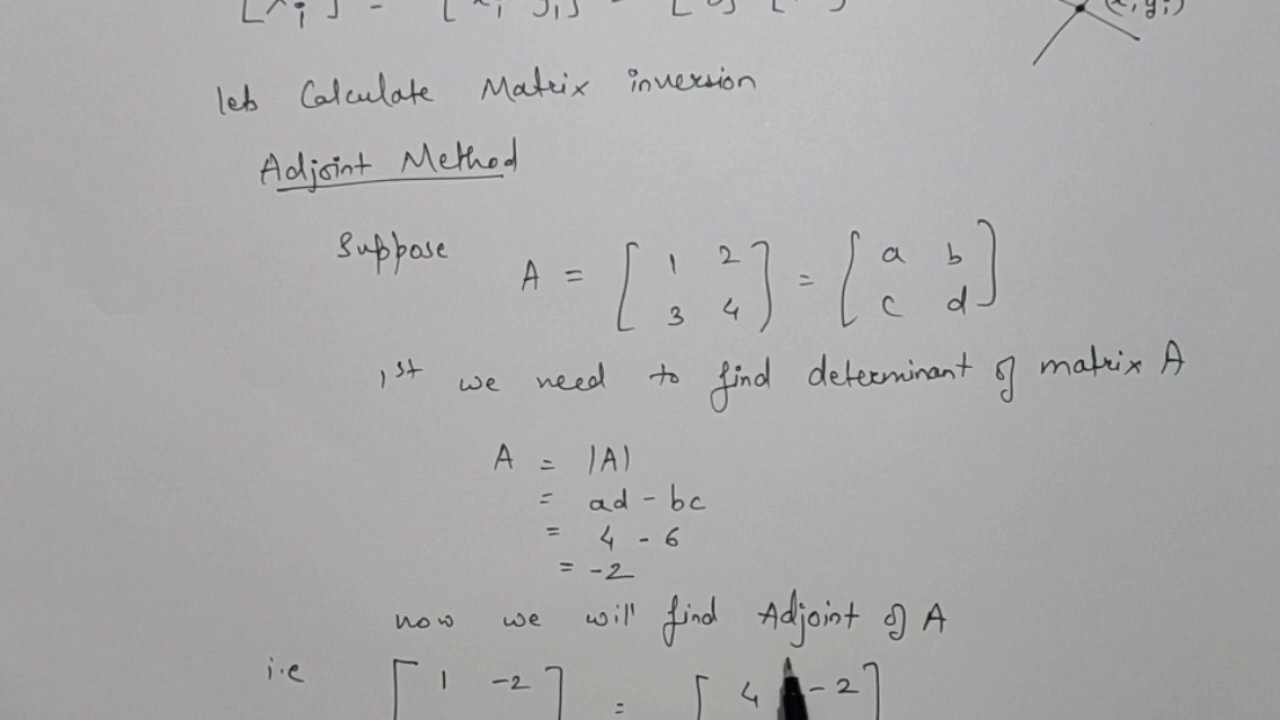 (x, y;)
let Calculate Matrix inversion
Adjoint Method
Suppose A = [ 1 2 ] = [ a b ]
3 4 c d
1st we need to find determinant of matrix A
A = |A|
= ad - bc
= 4 - 6
= -2
now we will find Adjoint of A
i.e [ 1 -2 ] = [ 4 -2 ]